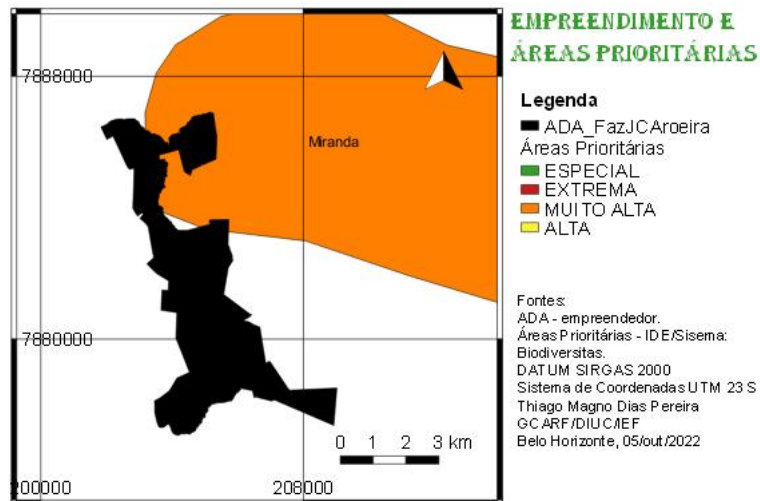 EMPREENDIMENTO E
ÁREAS PRIORITÁRIAS
7888000
Miranda
Legenda
ADA_FazJCAroeira
Áreas Prioritárias
ESPECIAL
EXTREMA
MUITO ALTA
ALTA
7880000
Fontes:
ADA - empreendedor.
Áreas Prioritárias - IDE/Sisema:
Biodiversitas.
DATUM SIRGAS 2000
Sistema de Coordenadas UTM 23 S
Thiago Magno Dias Pereira
GCARF/DIUC/IEF
Belo Horizonte, 05/out/2022
0 1 2 3 km
200000 208000